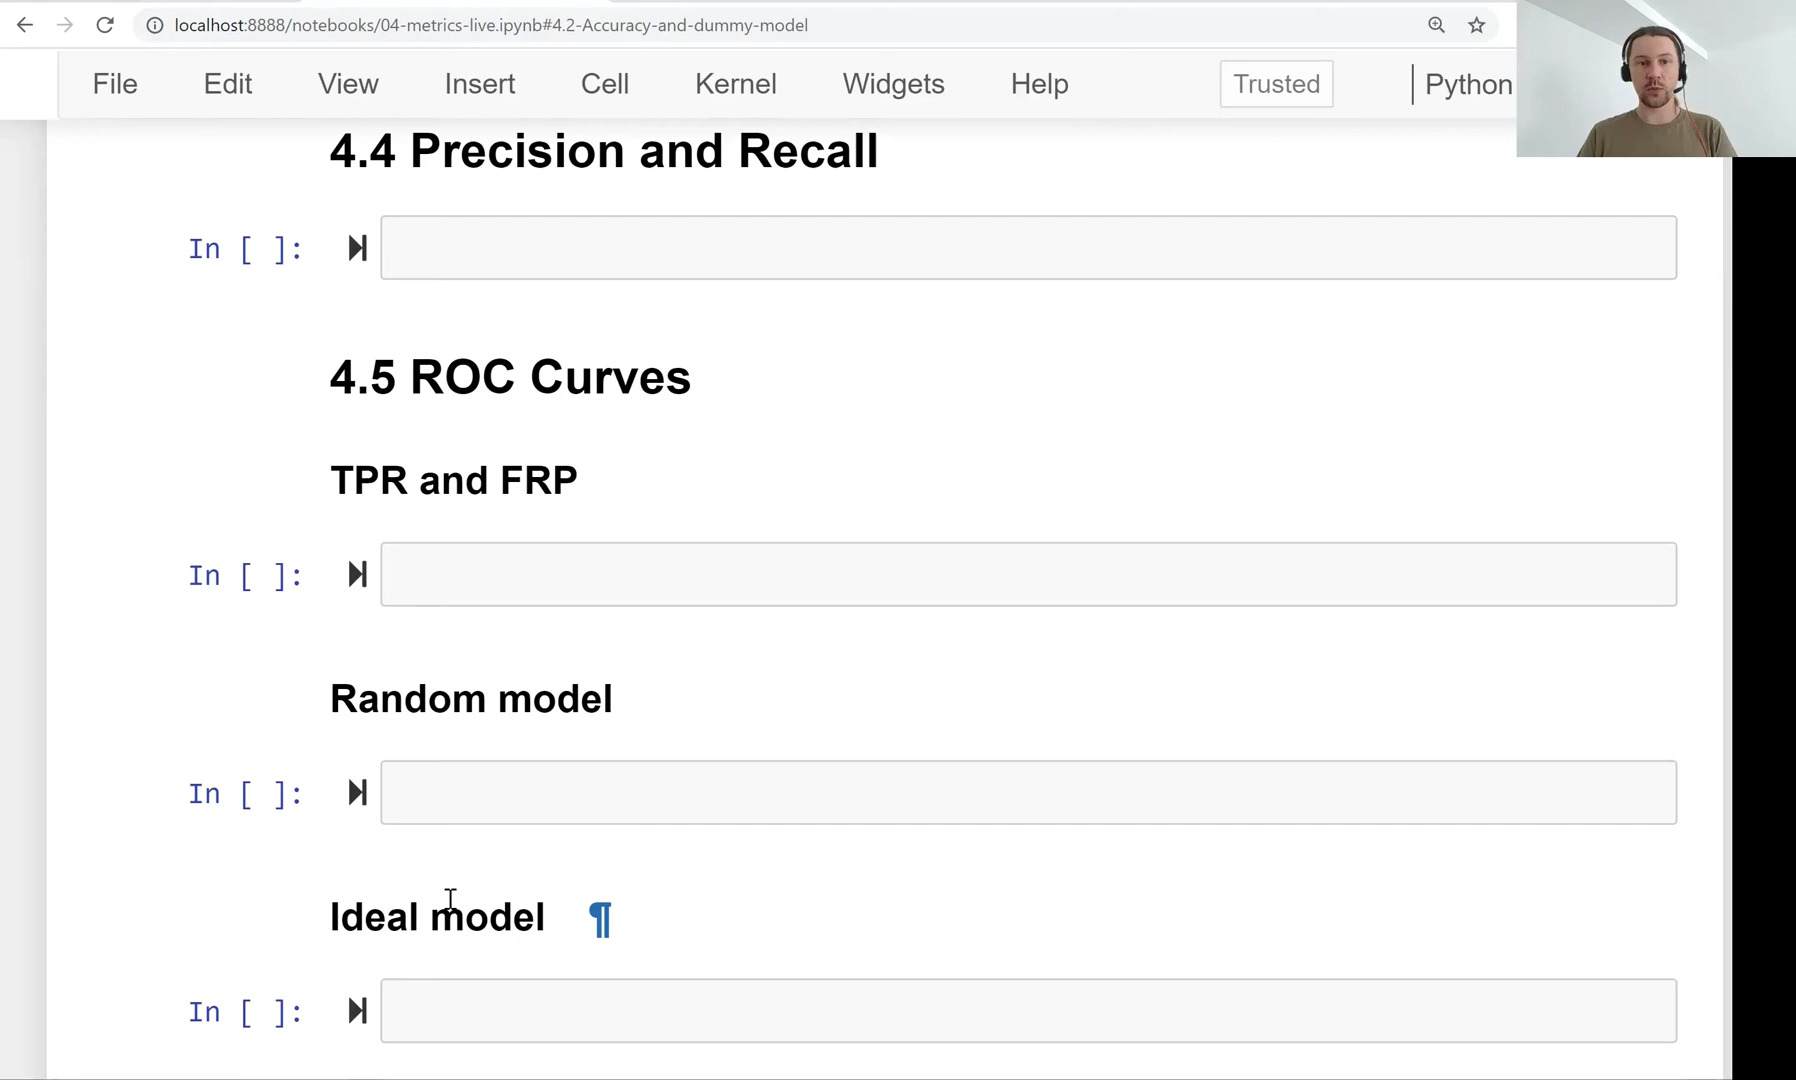 localhost:8888/notebooks/04-metrics-live.ipynb#4.2-Accuracy-and-dummy-model
File Edit View Insert Cell Kernel Widgets Help Trusted Python
4.4 Precision and Recall
In [ ]:
4.5 ROC Curves
TPR and FRP
In [ ]:
Random model
In [ ]:
Ideal model ¶
In [ ]: